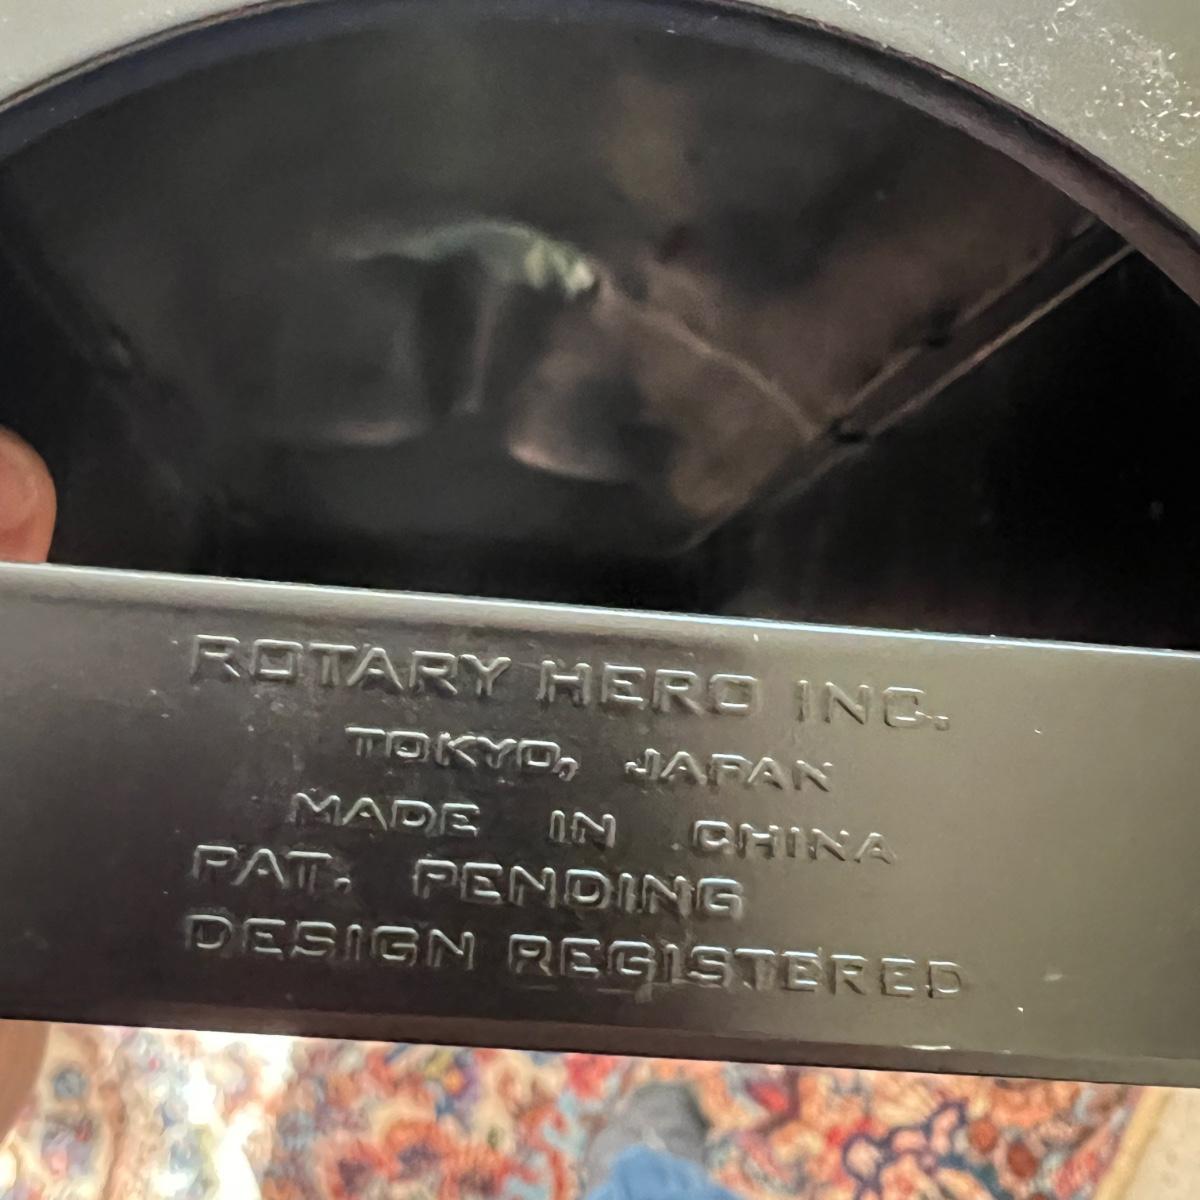 ROTARY HERO INC.
TOKYO, JAPAN
MADE IN CHINA
PAT. PENDING
DESIGN REGISTERED